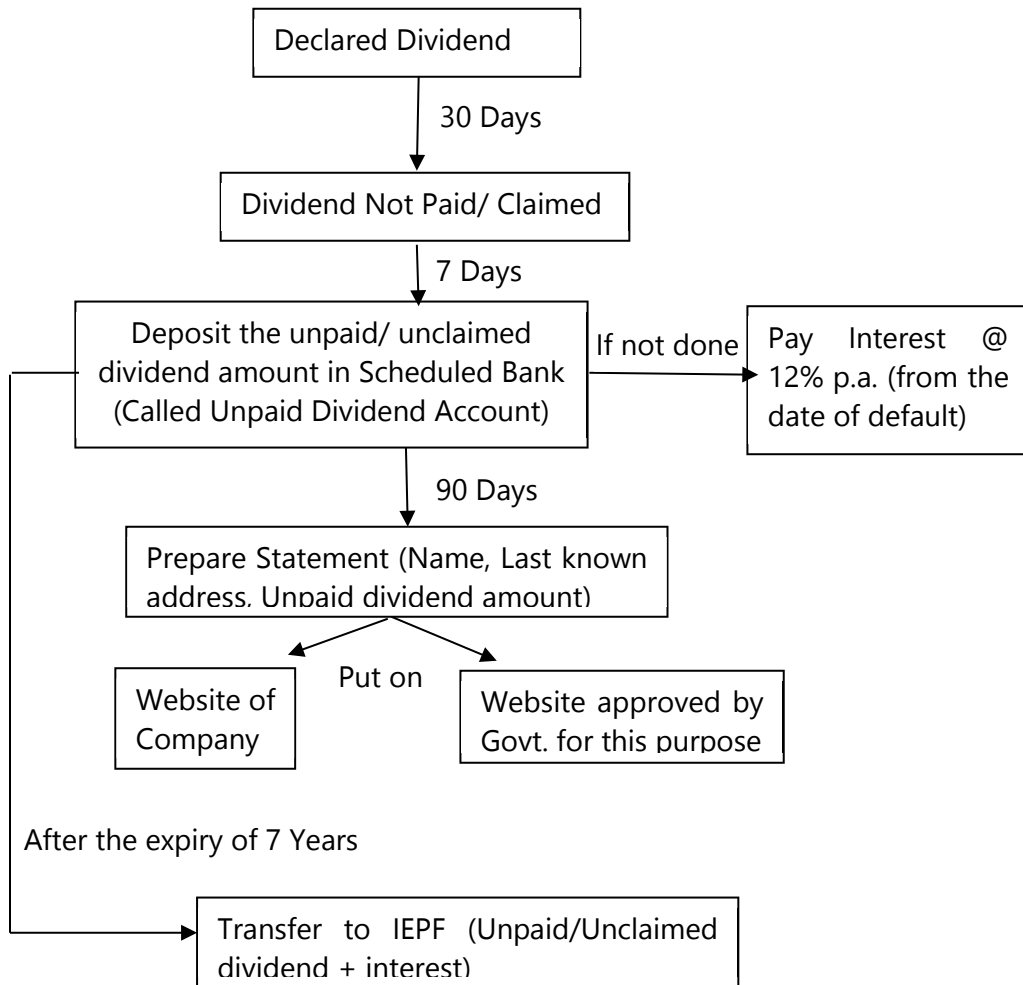 Declared Dividend
30 Days
Dividend Not Paid/ Claimed
7 Days
Deposit the unpaid/ unclaimed
dividend amount in Scheduled Bank
(Called Unpaid Dividend Account)
If not done
Pay Interest @
12% p.a. (from the
date of default)
90 Days
Prepare Statement (Name, Last known
address, Unpaid dividend amount)
Put on
Website of
Company
Website approved by
Govt. for this purpose
After the expiry of 7 Years
Transfer to IEPF (Unpaid/Unclaimed
dividend + interest)